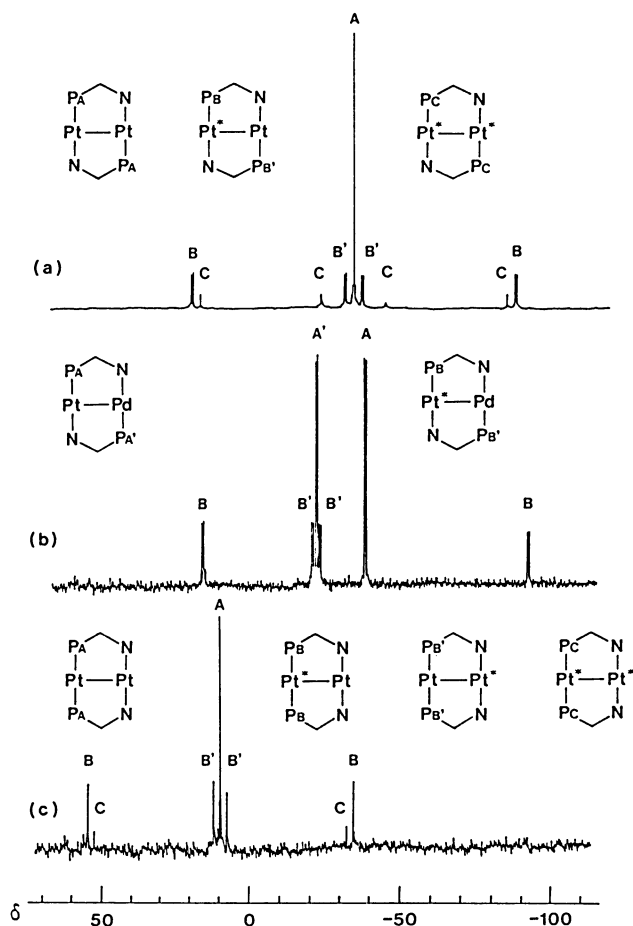 A
PA N PB N PC N
Pt Pt Pt* Pt Pt* Pt*
N PA N PB' N PC
B C C B' B' C C B
(a)
A' A
PA N PB N
Pt Pd Pt* Pd
N PA' N PB'
B B' B' B
(b)
A
PA N PB N PB' N PC N
Pt Pt Pt* Pt Pt Pt* Pt* Pt*
PA N PB N PB' N PC N
B C B' B' C B
(c)
δ 50 0 -50 -100